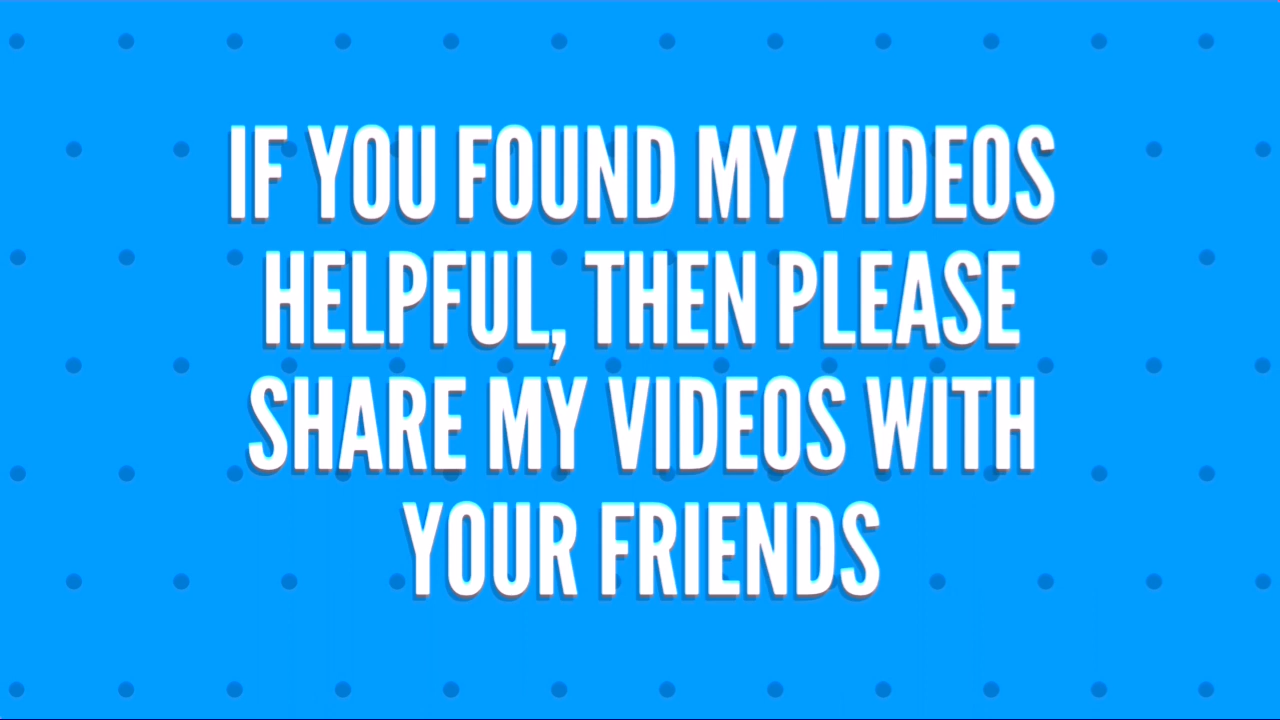 IF YOU FOUND MY VIDEOS
HELPFUL, THEN PLEASE
SHARE MY VIDEOS WITH
YOUR FRIENDS